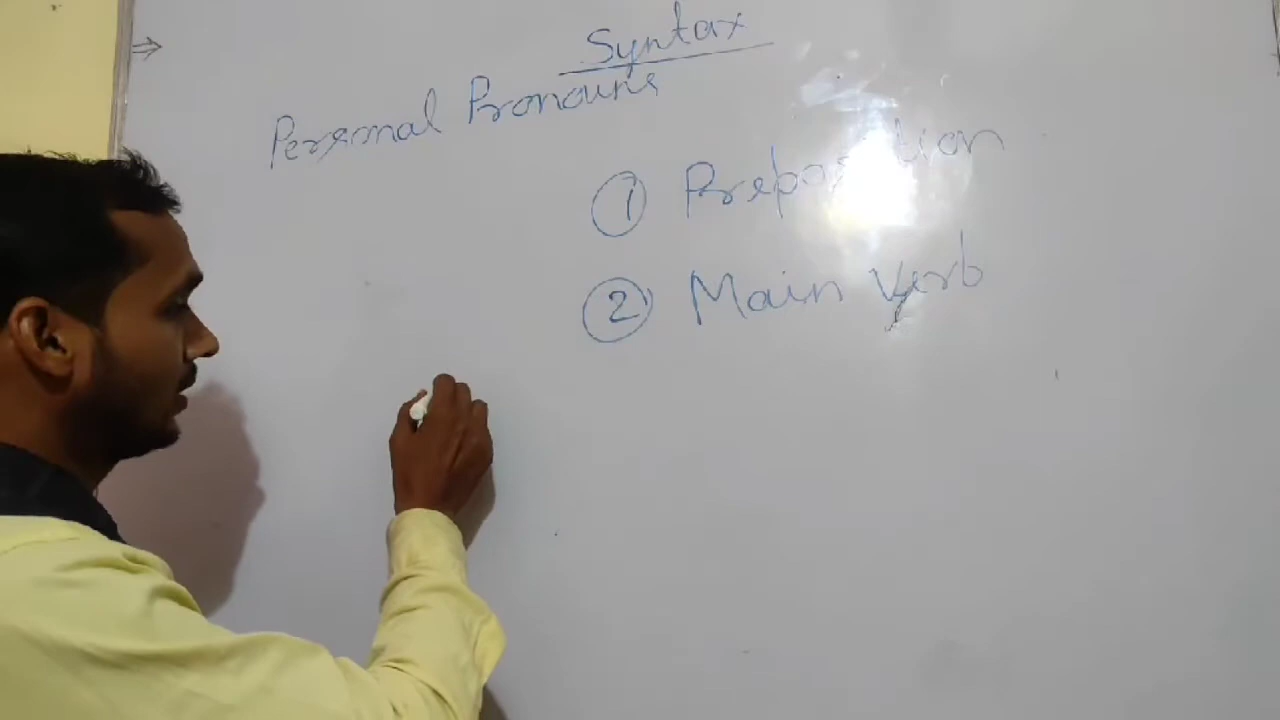 ⇒ Syntax
Personal Pronouns
① Preposition
② Main Verb